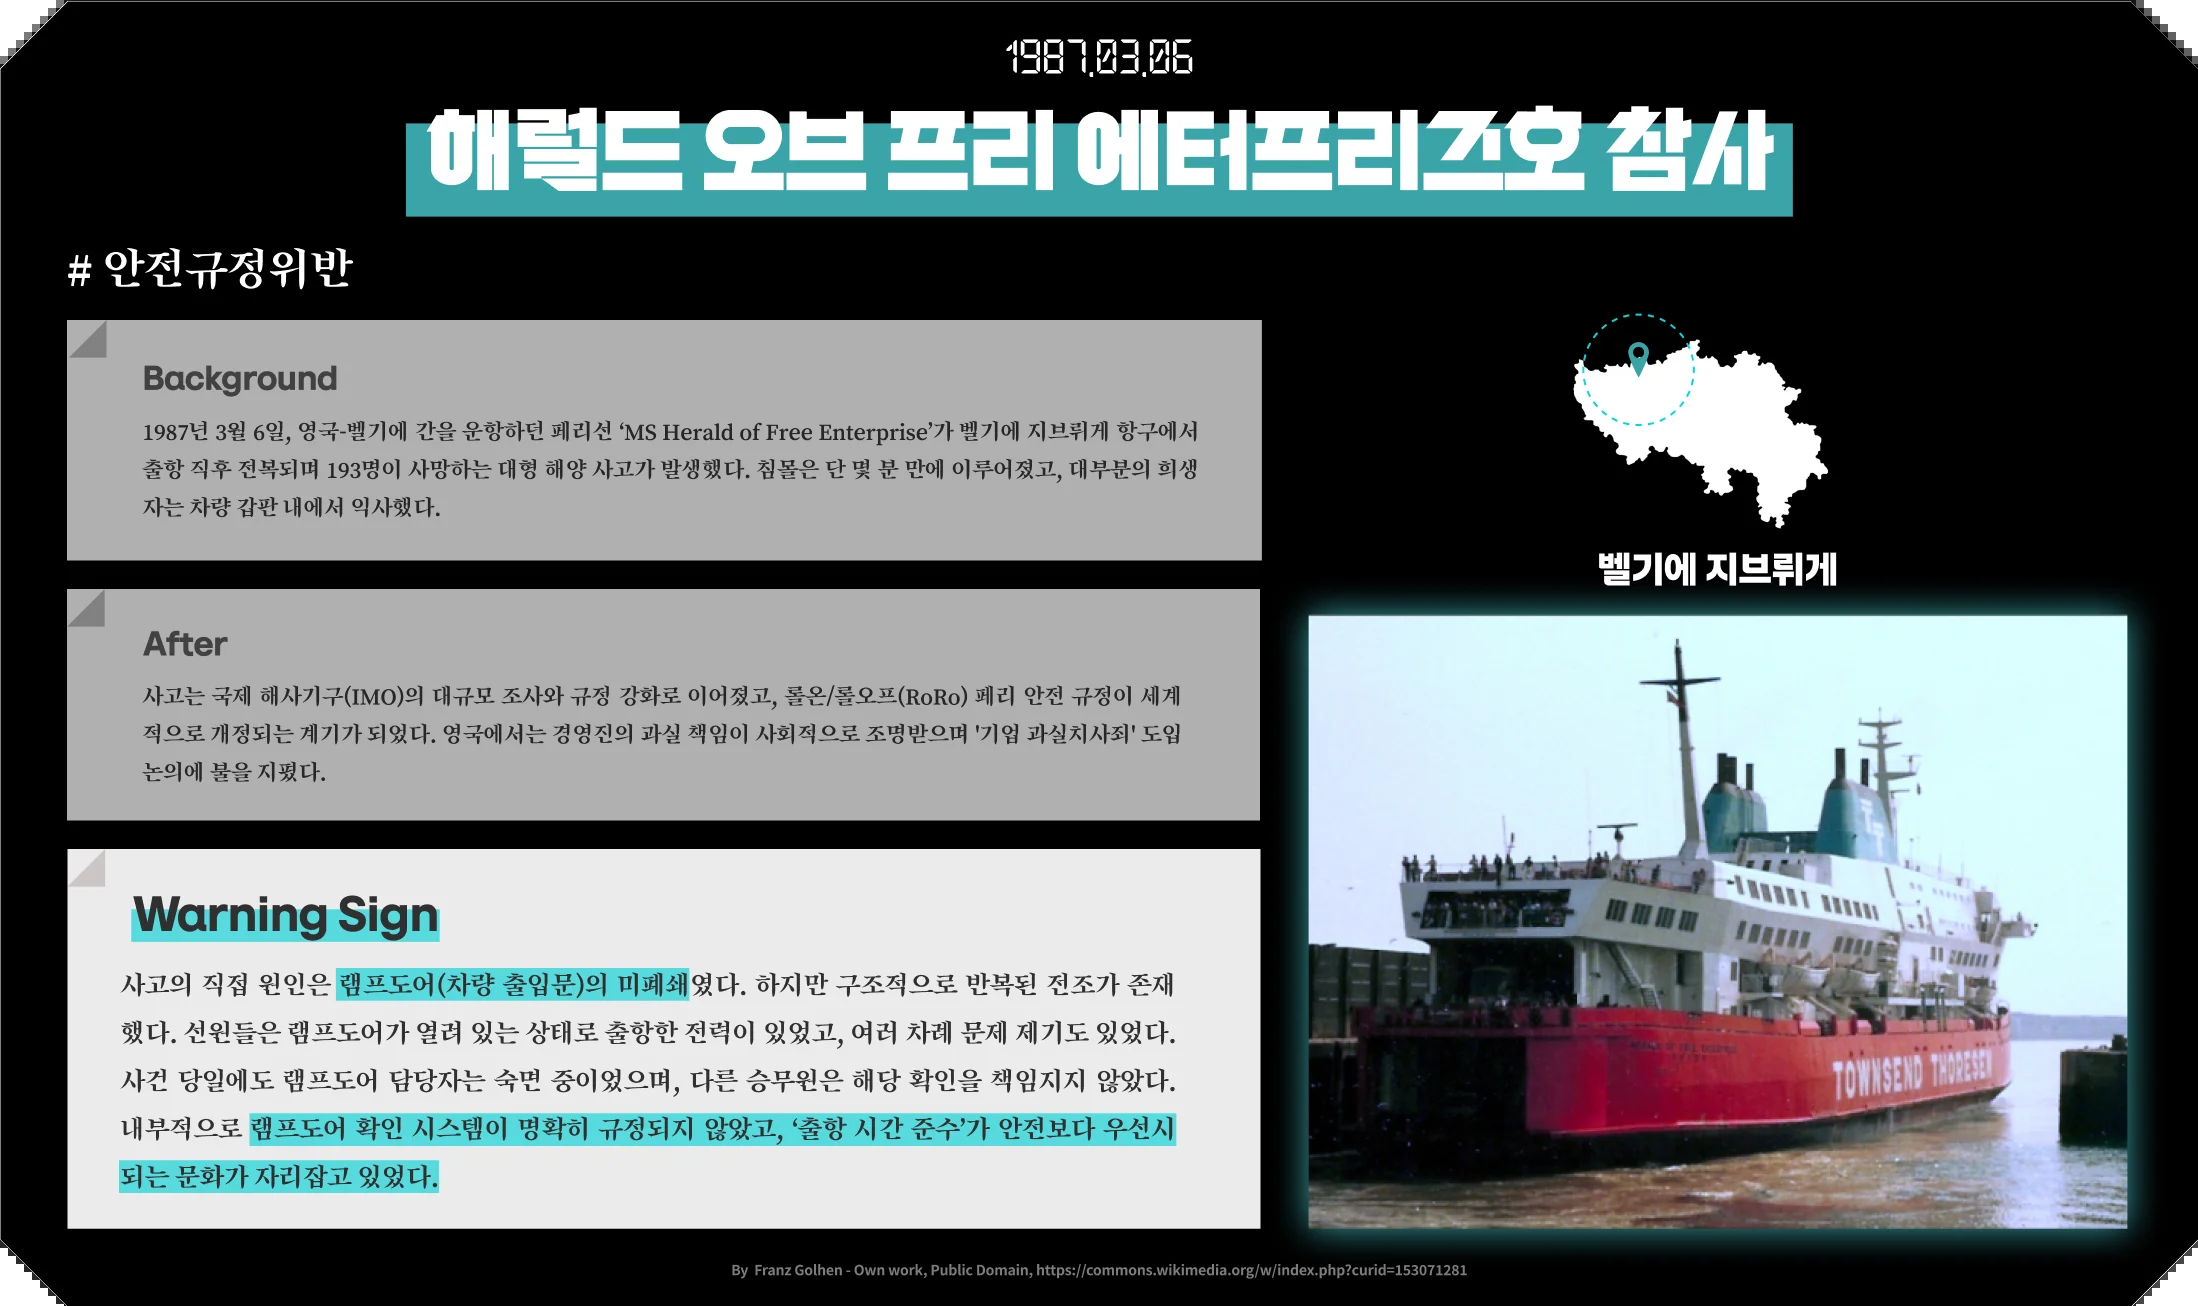 1987.03.06
해럴드 오브 프리 에터프리즈호 참사
# 안전규정위반
Background
1987년 3월 6일, 영국-벨기에 간을 운항하던 페리선 ‘MS Herald of Free Enterprise’가 벨기에 지브뤼게 항구에서
출항 직후 전복되며 193명이 사망하는 대형 해양 사고가 발생했다. 침몰은 단 몇 분 만에 이루어졌고, 대부분의 희생
자는 차량 갑판 내에서 익사했다.
After
사고는 국제 해사기구(IMO)의 대규모 조사와 규정 강화로 이어졌고, 롤온/롤오프(RoRo) 페리 안전 규정이 세계
적으로 개정되는 계기가 되었다. 영국에서는 경영진의 과실 책임이 사회적으로 조명받으며 '기업 과실치사죄' 도입
논의에 불을 지폈다.
Warning Sign
사고의 직접 원인은 램프도어(차량 출입문)의 미폐쇄였다. 하지만 구조적으로 반복된 전조가 존재
했다. 선원들은 램프도어가 열려 있는 상태로 출항한 전력이 있었고, 여러 차례 문제 제기도 있었다.
사건 당일에도 램프도어 담당자는 숙면 중이었으며, 다른 승무원은 해당 확인을 책임지지 않았다.
내부적으로 램프도어 확인 시스템이 명확히 규정되지 않았고, ‘출항 시간 준수’가 안전보다 우선시
되는 문화가 자리잡고 있었다.
벨기에 지브뤼게
TOWNSEND THORESEN
By Franz Golhen - Own work, Public Domain, https://commons.wikimedia.org/w/index.php?curid=153071281